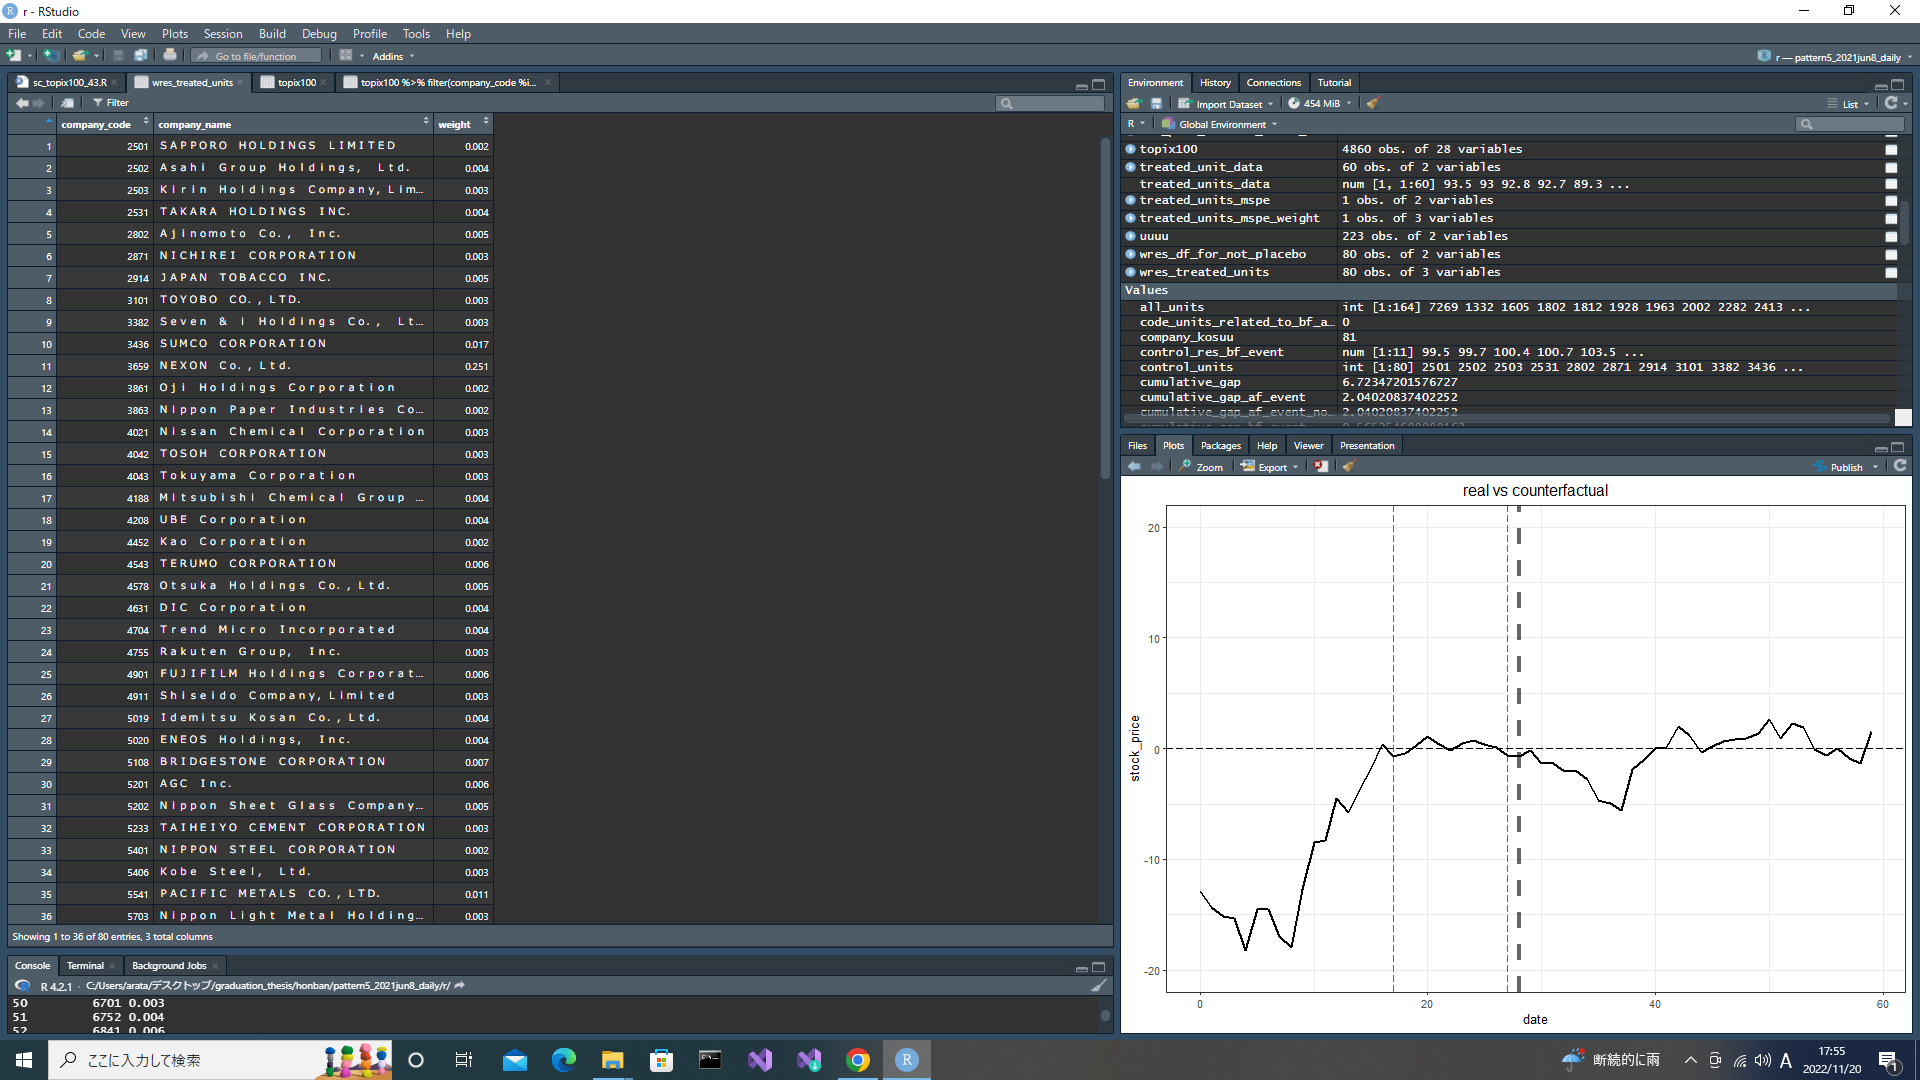 r - RStudio
File Edit Code View Plots Session Build Debug Profile Tools Help
Go to file/function Addins
r — pattern5_2021jun8_daily
sc_topix100_43.R wres_treated_units topix100 topix100 %>% filter(company_code %i...
Filter
company_code company_name weight
1 2501 SAPPORO HOLDINGS LIMITED 0.002
2 2502 Asahi Group Holdings, Ltd. 0.004
3 2503 Kirin Holdings Company, Lim... 0.003
4 2531 TAKARA HOLDINGS INC. 0.004
5 2802 Ajinomoto Co., Inc. 0.005
6 2871 NICHIREI CORPORATION 0.003
7 2914 JAPAN TOBACCO INC. 0.005
8 3101 TOYOBO CO., LTD. 0.003
9 3382 Seven & i Holdings Co., Lt... 0.003
10 3436 SUMCO CORPORATION 0.017
11 3659 NEXON Co., Ltd. 0.251
12 3861 Oji Holdings Corporation 0.002
13 3863 Nippon Paper Industries Co... 0.002
14 4021 Nissan Chemical Corporation 0.003
15 4042 TOSOH CORPORATION 0.003
16 4043 Tokuyama Corporation 0.003
17 4188 Mitsubishi Chemical Group ... 0.004
18 4208 UBE Corporation 0.004
19 4452 Kao Corporation 0.002
20 4543 TERUMO CORPORATION 0.006
21 4578 Otsuka Holdings Co., Ltd. 0.005
22 4631 DIC Corporation 0.004
23 4704 Trend Micro Incorporated 0.004
24 4755 Rakuten Group, Inc. 0.003
25 4901 FUJIFILM Holdings Corporat... 0.006
26 4911 Shiseido Company, Limited 0.003
27 5019 Idemitsu Kosan Co., Ltd. 0.004
28 5020 ENEOS Holdings, Inc. 0.004
29 5108 BRIDGESTONE CORPORATION 0.007
30 5201 AGC Inc. 0.006
31 5202 Nippon Sheet Glass Company... 0.005
32 5233 TAIHEIYO CEMENT CORPORATION 0.003
33 5401 NIPPON STEEL CORPORATION 0.002
34 5406 Kobe Steel, Ltd. 0.003
35 5541 PACIFIC METALS CO., LTD. 0.011
36 5703 Nippon Light Metal Holding... 0.003
Showing 1 to 36 of 80 entries, 3 total columns
Console Terminal Background Jobs
R 4.2.1 · C:/Users/arata/デスクトップ/graduation_thesis/honban/pattern5_2021jun8_daily/r/
50 6701 0.003
51 6752 0.004
52 6841 0.006
Environment History Connections Tutorial
Import Dataset 454 MiB List
R Global Environment
topix100 4860 obs. of 28 variables
treated_unit_data 60 obs. of 2 variables
treated_units_data num [1, 1:60] 93.5 93 92.8 92.7 89.3 ...
treated_units_mspe 1 obs. of 2 variables
treated_units_mspe_weight 1 obs. of 3 variables
uuuu 223 obs. of 2 variables
wres_df_for_not_placebo 80 obs. of 2 variables
wres_treated_units 80 obs. of 3 variables
Values
all_units int [1:164] 7269 1332 1605 1802 1812 1928 1963 2002 2282 2413 ...
code_units_related_to_bf_a... 0
company_kosuu 81
control_res_bf_event num [1:11] 99.5 99.7 100.4 100.7 103.5 ...
control_units int [1:80] 2501 2502 2503 2531 2802 2871 2914 3101 3382 3436 ...
cumulative_gap 6.72347201576727
cumulative_gap_af_event 2.04020837402252
cumulative_gap_af_event_no... 2.04020837402252
Files Plots Packages Help Viewer Presentation
Zoom Export Publish
real vs counterfactual
stock_price
20
10
0
-10
-20
0 20 40 60
date
ここに入力して検索
断続的に雨
A
17:55
2022/11/20
1